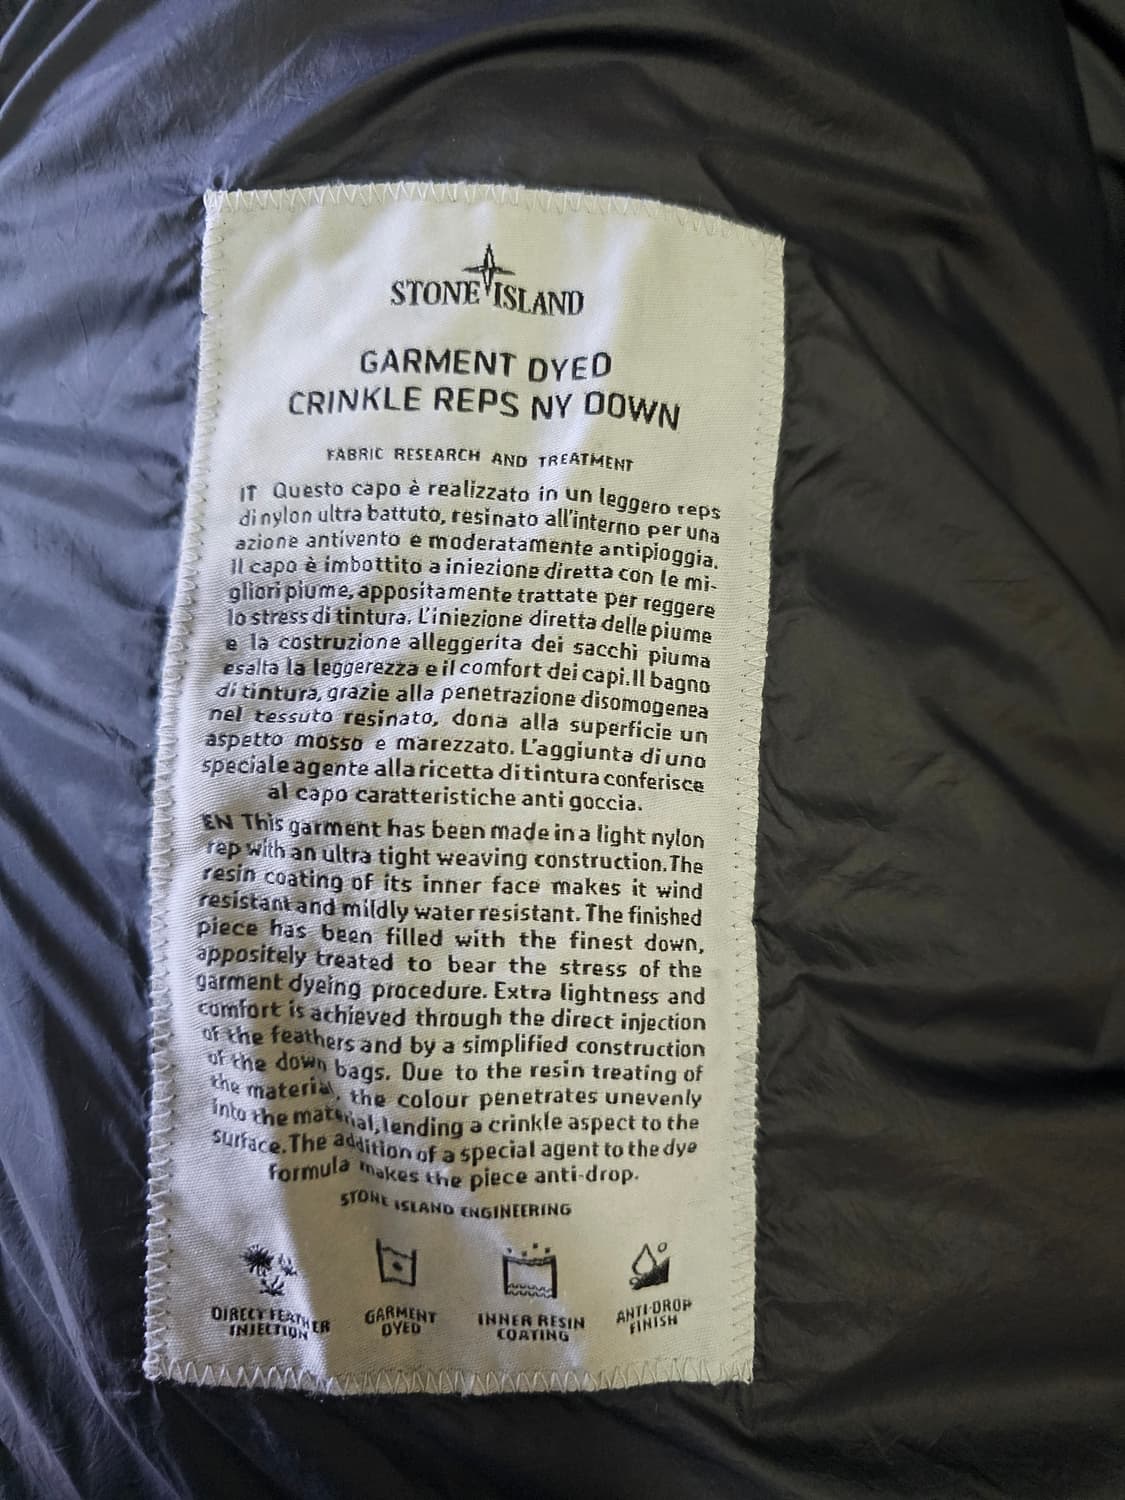 STONE ISLAND
GARMENT DYED
CRINKLE REPS NY DOWN
FABRIC RESEARCH AND TREATMENT
IT Questo capo è realizzato in un leggero reps
di nylon ultra battuto, resinato all'interno per una
azione antivento e moderatamente antipioggia.
Il capo è imbottito a iniezione diretta con le mi-
gliori piume, appositamente trattate per reggere
lo stress di tintura. L'iniezione diretta delle piume
e la costruzione alleggerita dei sacchi piuma
esalta la leggerezza e il comfort dei capi. Il bagno
di tintura, grazie alla penetrazione disomogenea
nel tessuto resinato, dona alla superficie un
aspetto mosso e marezzato. L'aggiunta di uno
speciale agente alla ricetta di tintura conferisce
al capo caratteristiche anti goccia.
EN This garment has been made in a light nylon
rep with an ultra tight weaving construction. The
resin coating of its inner face makes it wind
resistant and mildly water resistant. The finished
piece has been filled with the finest down,
appositely treated to bear the stress of the
garment dyeing procedure. Extra lightness and
comfort is achieved through the direct injection
of the feathers and by a simplified construction
of the down bags. Due to the resin treating of
the material, the colour penetrates unevenly
into the material, lending a crinkle aspect to the
surface. The addition of a special agent to the dye
formula makes the piece anti-drop.
STONE ISLAND ENGINEERING
DIRECT FEATHER
INJECTION
GARMENT
DYED
INNER RESIN
COATING
ANTI-DROP
FINISH